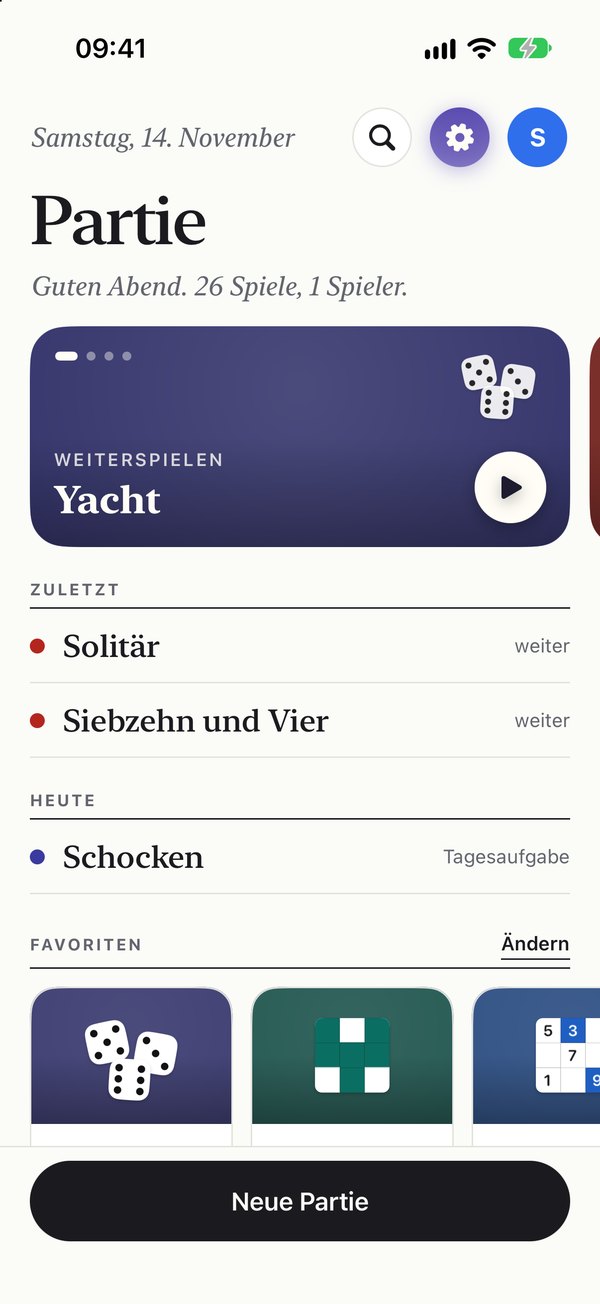 09:41
Samstag, 14. November
S
Partie
Guten Abend. 26 Spiele, 1 Spieler.
WEITERSPIELEN
Yacht
ZULETZT
Solitär
weiter
Siebzehn und Vier
weiter
HEUTE
Schocken
Tagesaufgabe
FAVORITEN
Ändern
5 3
7
1 9
Neue Partie